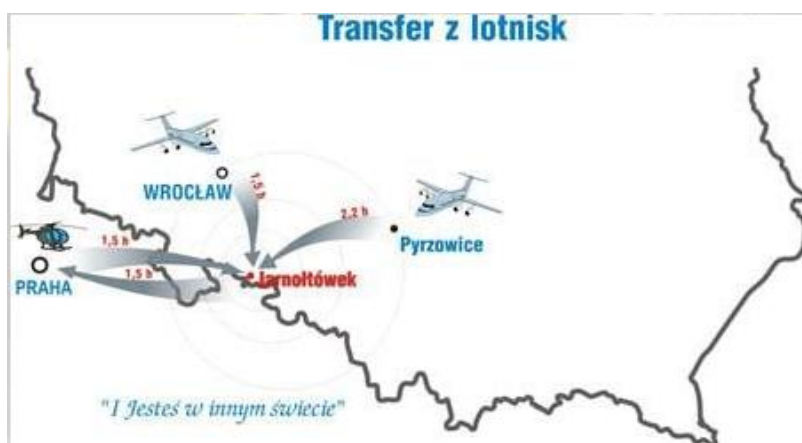 Transfer z lotnisk
WROCŁAW
1,5 h
2,2 h
Pyrzowice
1,5 h
PRAHA
1,5 h
Jarnołtówek
"I Jesteś w innym świecie"